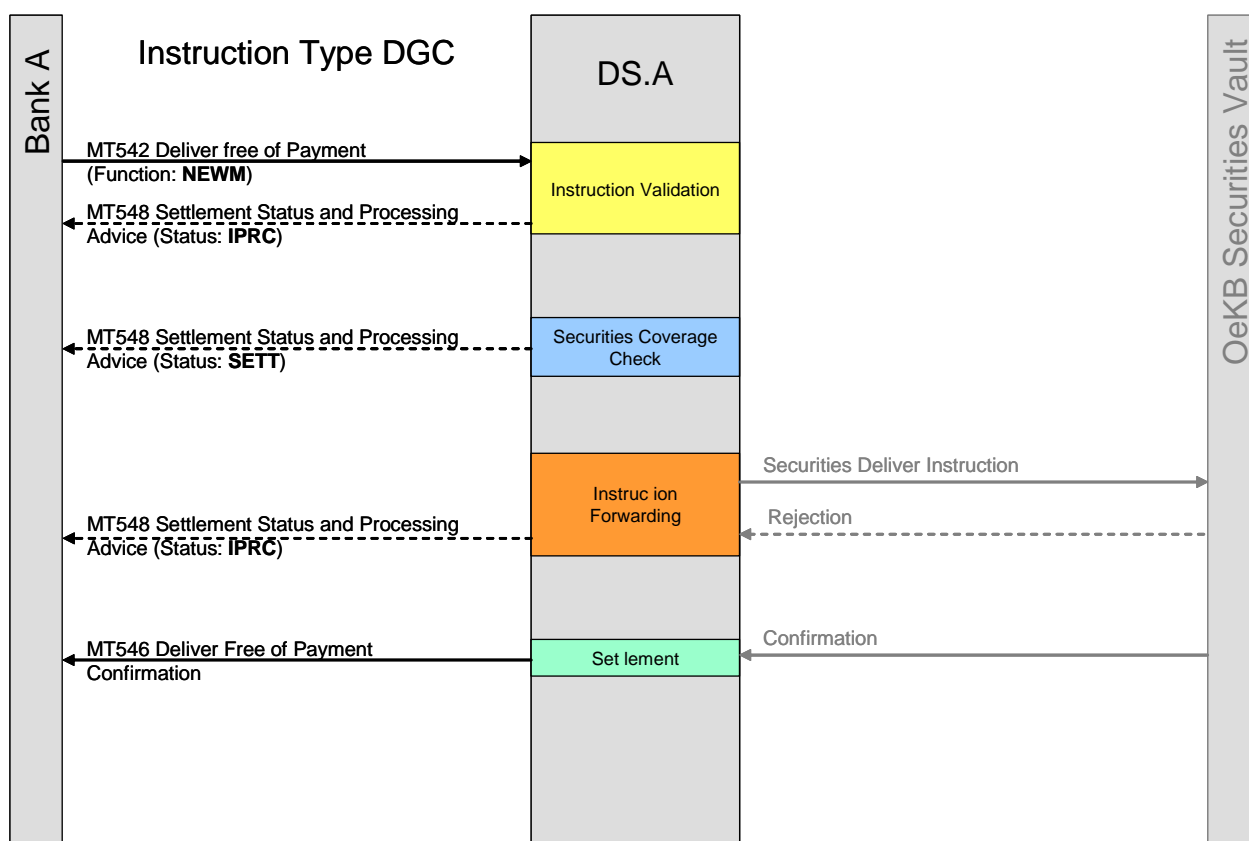 Bank A
Instruction Type DGC
DS.A
OeKB Securities Vault
MT542 Deliver free of Payment
(Function: NEWM)
Instruction Validation
MT548 Settlement Status and Processing
Advice (Status: IPRC)
MT548 Settlement Status and Processing
Advice (Status: SETT)
Securities Coverage
Check
Securities Deliver Instruction
Instruc ion
Forwarding
Rejection
MT548 Settlement Status and Processing
Advice (Status: IPRC)
Confirmation
MT546 Deliver Free of Payment
Confirmation
Set lement